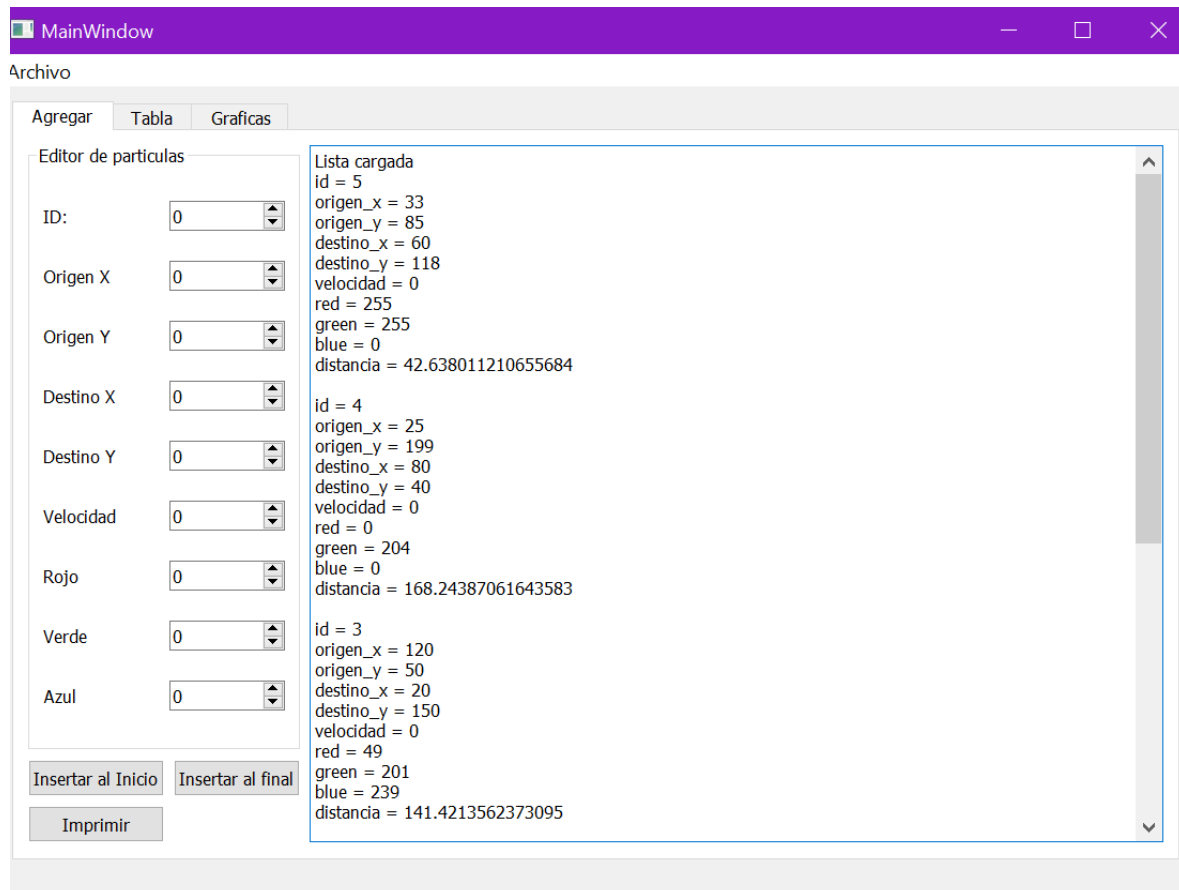 MainWindow
Archivo
Agregar Tabla Graficas
Editor de particulas
ID: 0
Origen X 0
Origen Y 0
Destino X 0
Destino Y 0
Velocidad 0
Rojo 0
Verde 0
Azul 0
Insertar al Inicio Insertar al final
Imprimir
Lista cargada
id = 5
origen_x = 33
origen_y = 85
destino_x = 60
destino_y = 118
velocidad = 0
red = 255
green = 255
blue = 0
distancia = 42.638011210655684
id = 4
origen_x = 25
origen_y = 199
destino_x = 80
destino_y = 40
velocidad = 0
red = 0
green = 204
blue = 0
distancia = 168.24387061643583
id = 3
origen_x = 120
origen_y = 50
destino_x = 20
destino_y = 150
velocidad = 0
red = 49
green = 201
blue = 239
distancia = 141.4213562373095